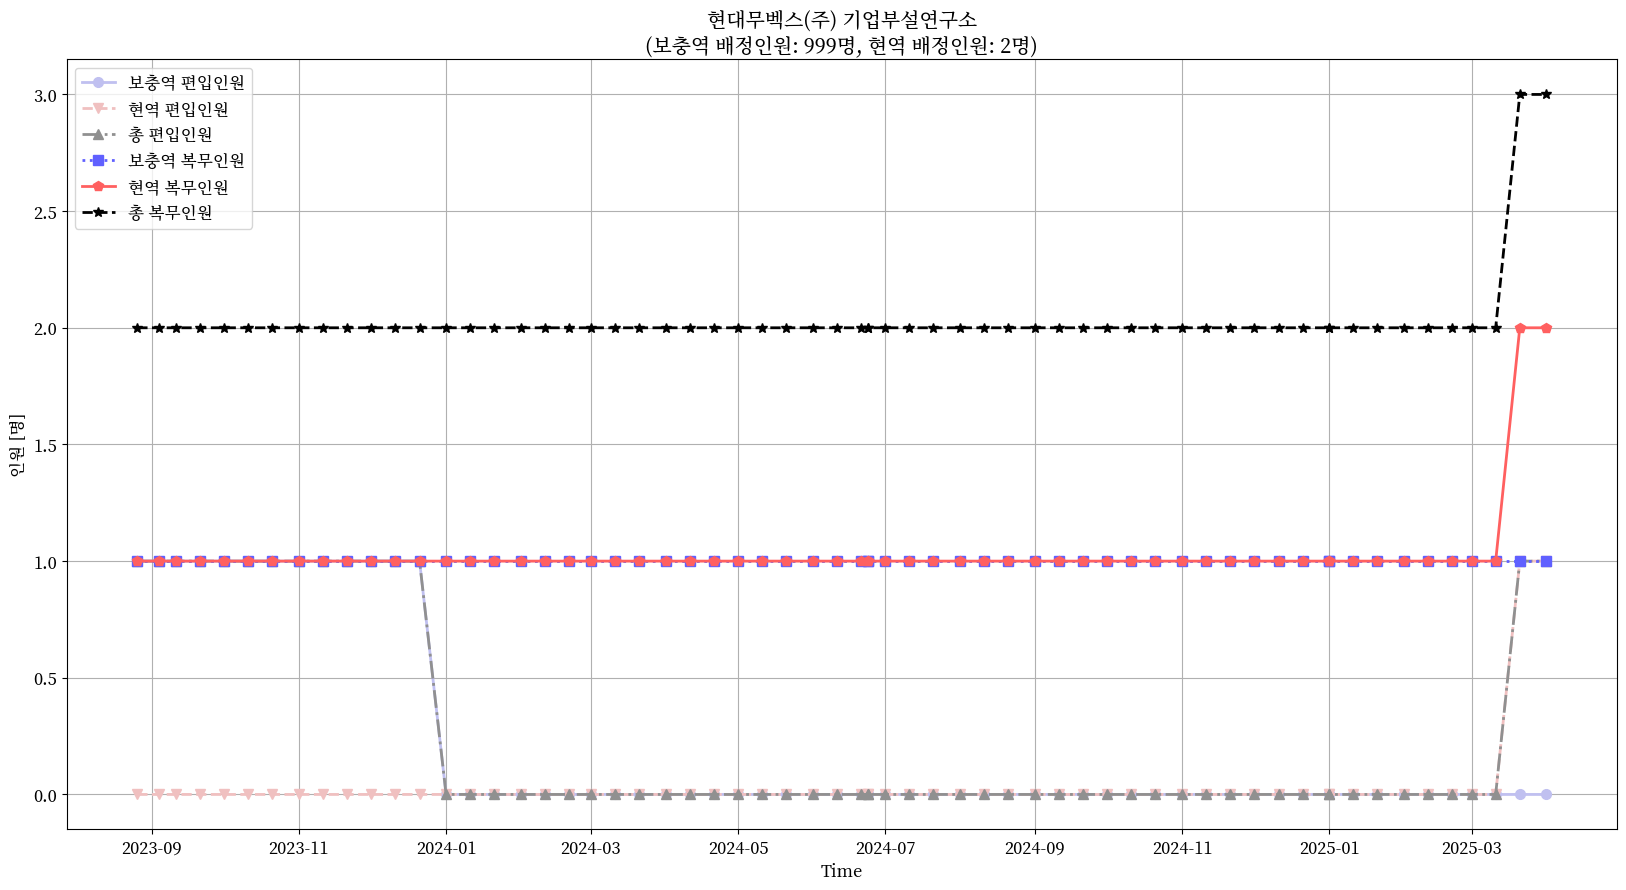 현대무벡스(주) 기업부설연구소
(보충역 배정인원: 999명, 현역 배정인원: 2명)
보충역 편입인원
현역 편입인원
총 편입인원
보충역 복무인원
현역 복무인원
총 복무인원
인원 [명]
3.0
2.5
2.0
1.5
1.0
0.5
0.0
2023-09 2023-11 2024-01 2024-03 2024-05 2024-07 2024-09 2024-11 2025-01 2025-03
Time